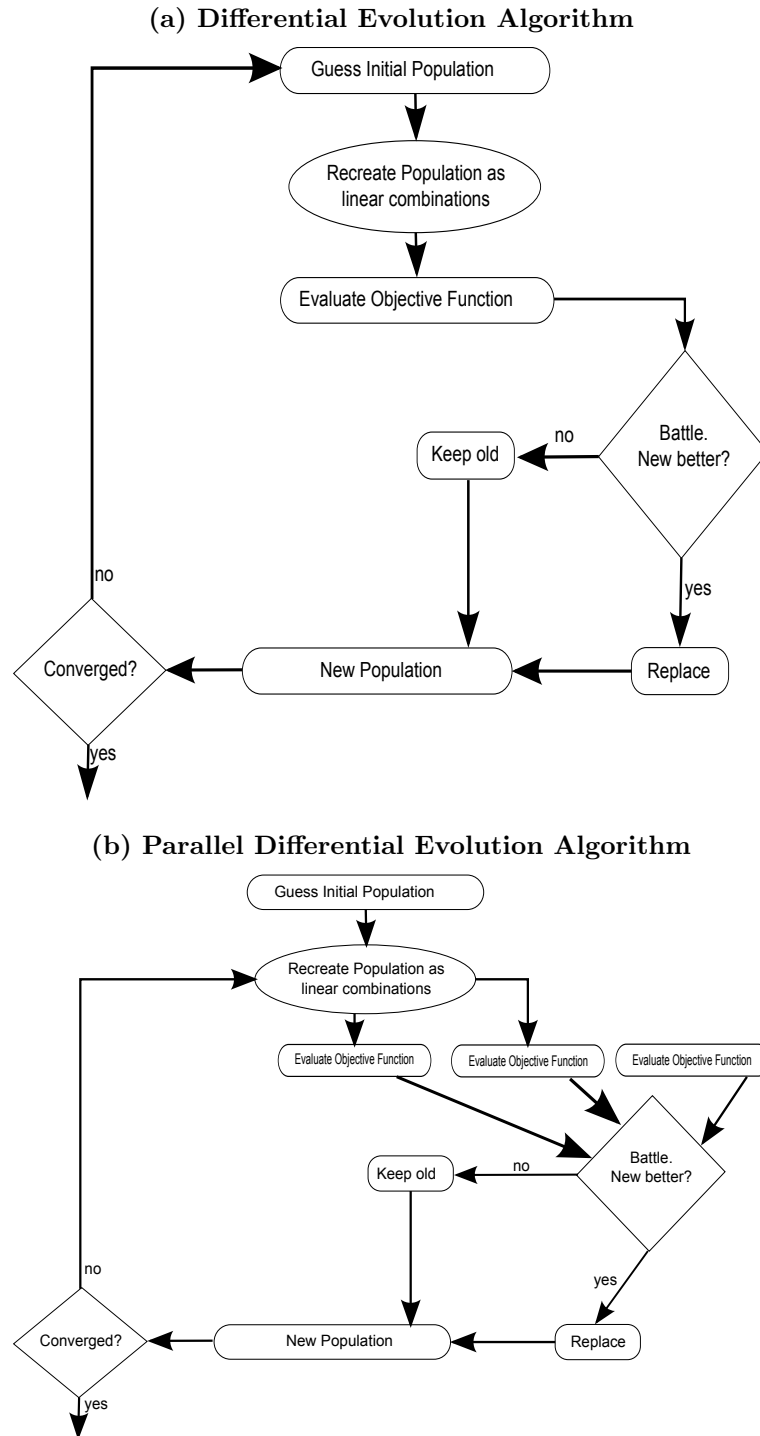 (a) Differential Evolution Algorithm
Guess Initial Population
Recreate Population as
linear combinations
Evaluate Objective Function
Battle.
New better?
no
Keep old
yes
no
Converged?
New Population
Replace
yes
(b) Parallel Differential Evolution Algorithm
Guess Initial Population
Recreate Population as
linear combinations
Evaluate Objective Function
Evaluate Objective Function
Evaluate Objective Function
Battle.
New better?
no
Keep old
yes
no
Converged?
New Population
Replace
yes